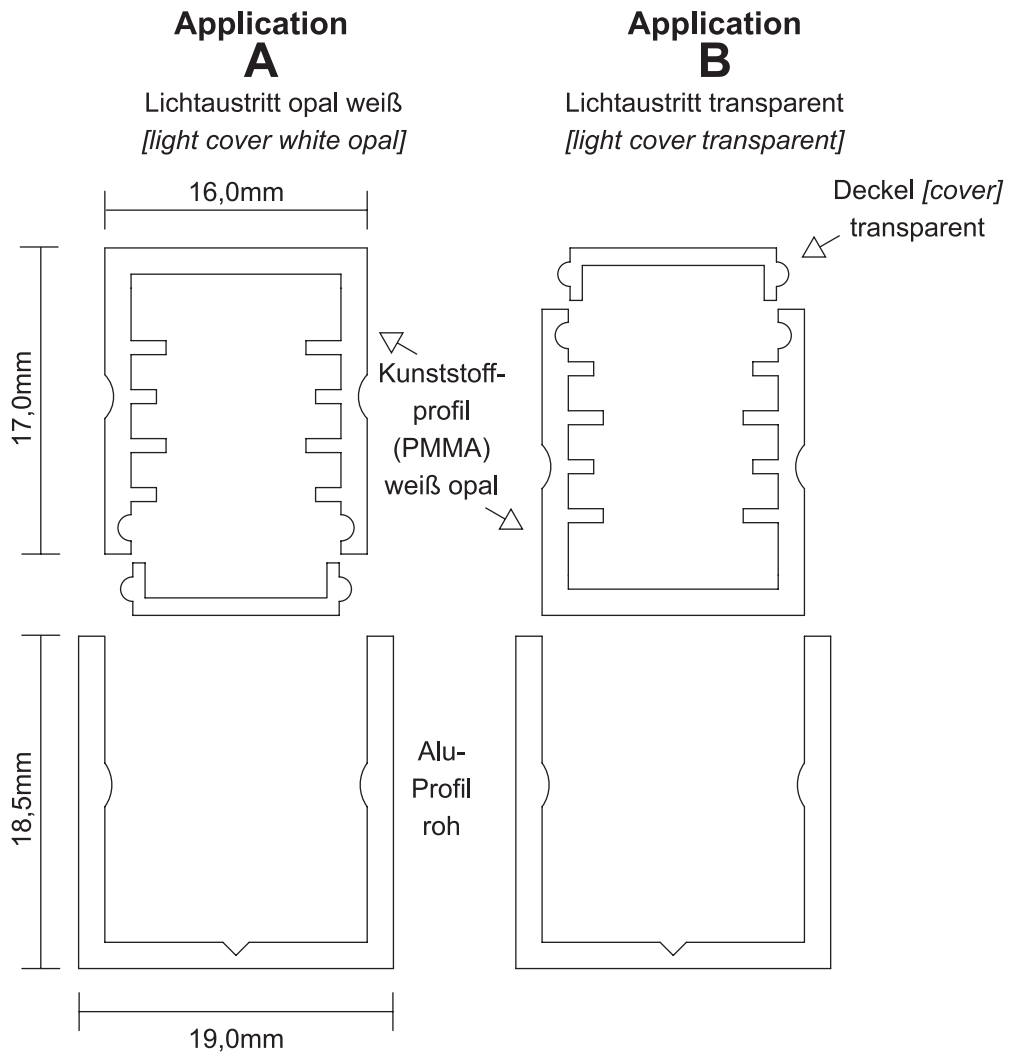 Application
A
Lichtaustritt opal weiß
[light cover white opal]
16,0mm
17,0mm
Application
B
Lichtaustritt transparent
[light cover transparent]
Deckel [cover]
transparent
Kunststoff-
profil
(PMMA)
weiß opal
18,5mm
Alu-
Profil
roh
19,0mm